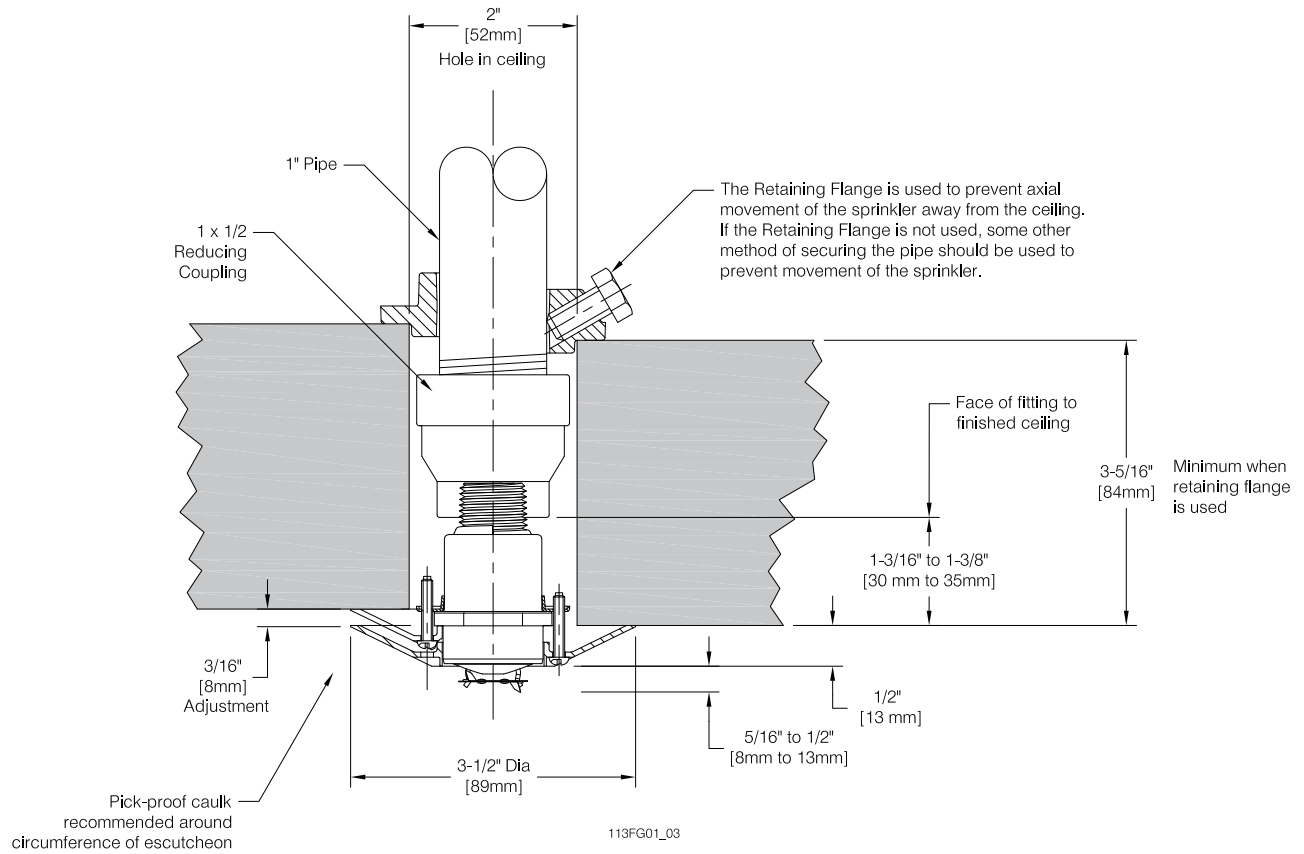 2"
[52mm]
Hole in ceiling
1" Pipe
The Retaining Flange is used to prevent axial
movement of the sprinkler away from the ceiling.
If the Retaining Flange is not used, some other
method of securing the pipe should be used to
prevent movement of the sprinkler.
1 x 1/2
Reducing
Coupling
Face of fitting to
finished ceiling
3-5/16"
[84mm]
Minimum when
retaining flange
is used
1-3/16" to 1-3/8"
[30 mm to 35mm]
3/16"
[8mm]
Adjustment
1/2"
[13 mm]
5/16" to 1/2"
[8mm to 13mm]
3-1/2" Dia
[89mm]
Pick-proof caulk
recommended around
circumference of escutcheon
113FG01_03